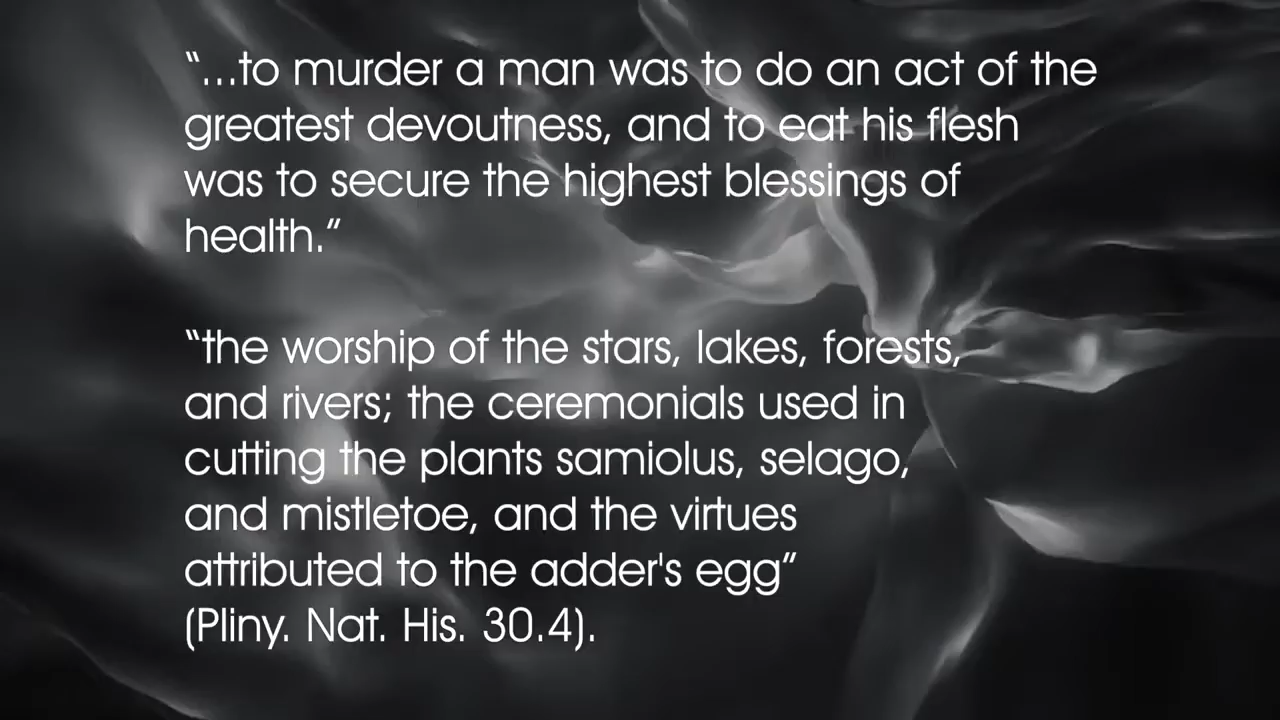 “...to murder a man was to do an act of the
greatest devoutness, and to eat his flesh
was to secure the highest blessings of
health.”
“the worship of the stars, lakes, forests,
and rivers; the ceremonials used in
cutting the plants samiolus, selago,
and mistletoe, and the virtues
attributed to the adder's egg”
(Pliny. Nat. His. 30.4).